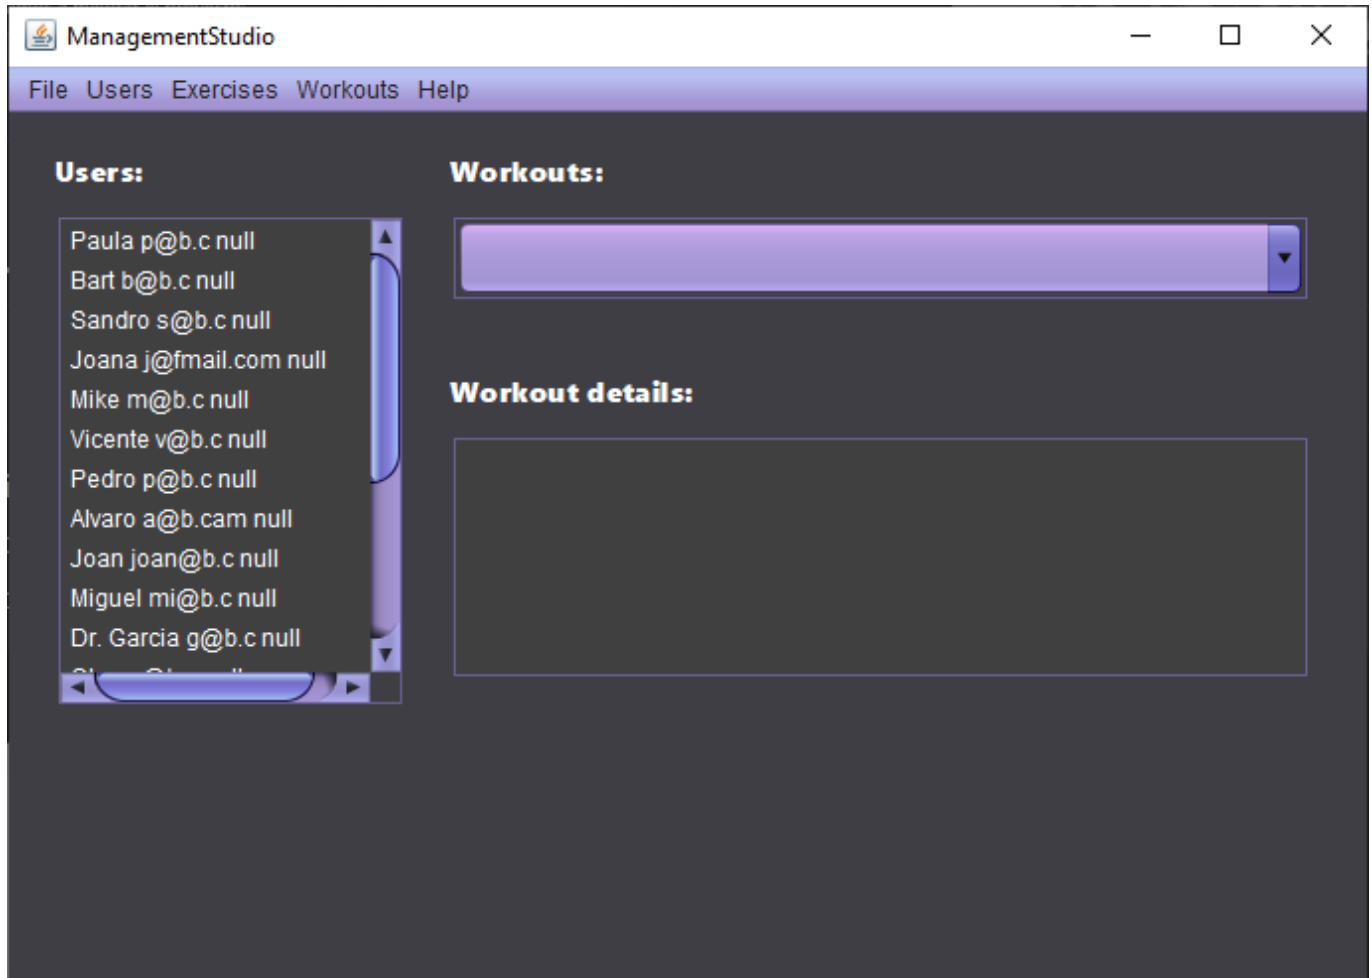 ManagementStudio
File Users Exercises Workouts Help
Users:
Paula p@b.c null
Bart b@b.c null
Sandro s@b.c null
Joana j@fmail.com null
Mike m@b.c null
Vicente v@b.c null
Pedro p@b.c null
Alvaro a@b.cam null
Joan joan@b.c null
Miguel mi@b.c null
Dr. Garcia g@b.c null
Workouts:
Workout details: